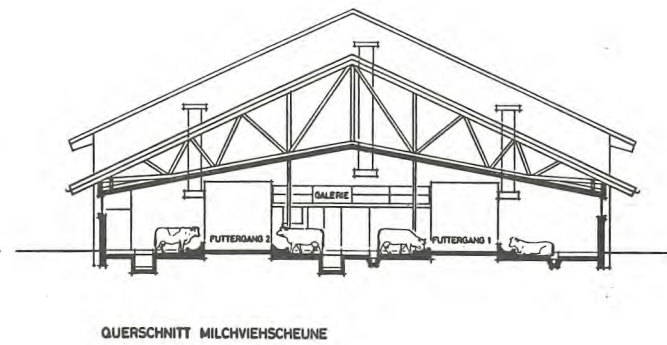 GALERIE
FUTTERGANG 2
FUTTERGANG 1
QUERSCHNITT MILCHVIEHSCHEUNE